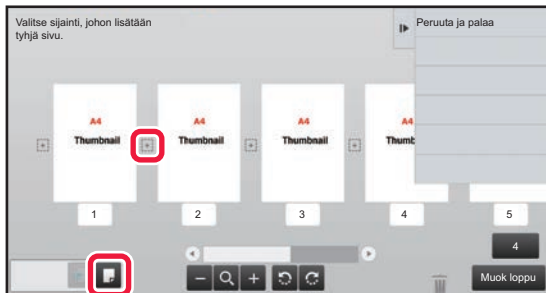 Valitse sijainti, johon lisätään
tyhjä sivu.
Peruuta ja palaa
A4
Thumbnail
A4
Thumbnail
A4
Thumbnail
A4
Thumb
1
2
3
4
5
4
Muok loppu